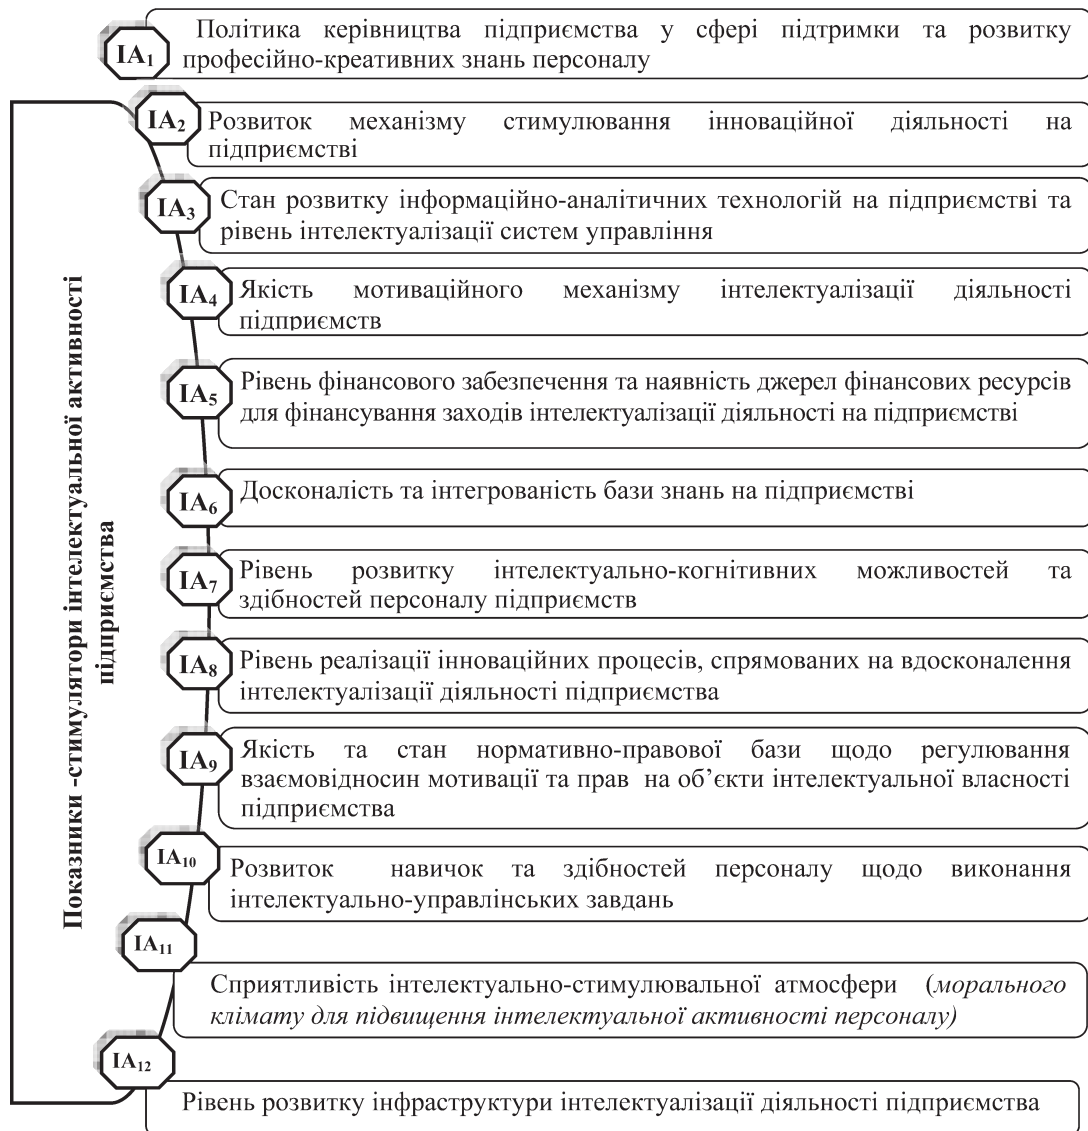 Показники -стимулятори інтелектуальної активності
підприємства
IA1
Політика керівництва підприємства у сфері підтримки та розвитку
професійно-креативних знань персоналу
IA2
Розвиток механізму стимулювання інноваційної діяльності на
підприємстві
IA3
Стан розвитку інформаційно-аналітичних технологій на підприємстві та
рівень інтелектуалізації систем управління
IA4
Якість мотиваційного механізму інтелектуалізації діяльності
підприємств
IA5
Рівень фінансового забезпечення та наявність джерел фінансових ресурсів
для фінансування заходів інтелектуалізації діяльності на підприємстві
IA6
Досконалість та інтегрованість бази знань на підприємстві
IA7
Рівень розвитку інтелектуально-когнітивних можливостей та
здібностей персоналу підприємств
IA8
Рівень реалізації інноваційних процесів, спрямованих на вдосконалення
інтелектуалізації діяльності підприємства
IA9
Якість та стан нормативно-правової бази щодо регулювання
взаємовідносин мотивації та прав на об’єкти інтелектуальної власності
підприємства
IA10
Розвиток навичок та здібностей персоналу щодо виконання
інтелектуально-управлінських завдань
IA11
Сприятливість інтелектуально-стимулювальної атмосфери (морального
клімату для підвищення інтелектуальної активності персоналу)
IA12
Рівень розвитку інфраструктури інтелектуалізації діяльності підприємства